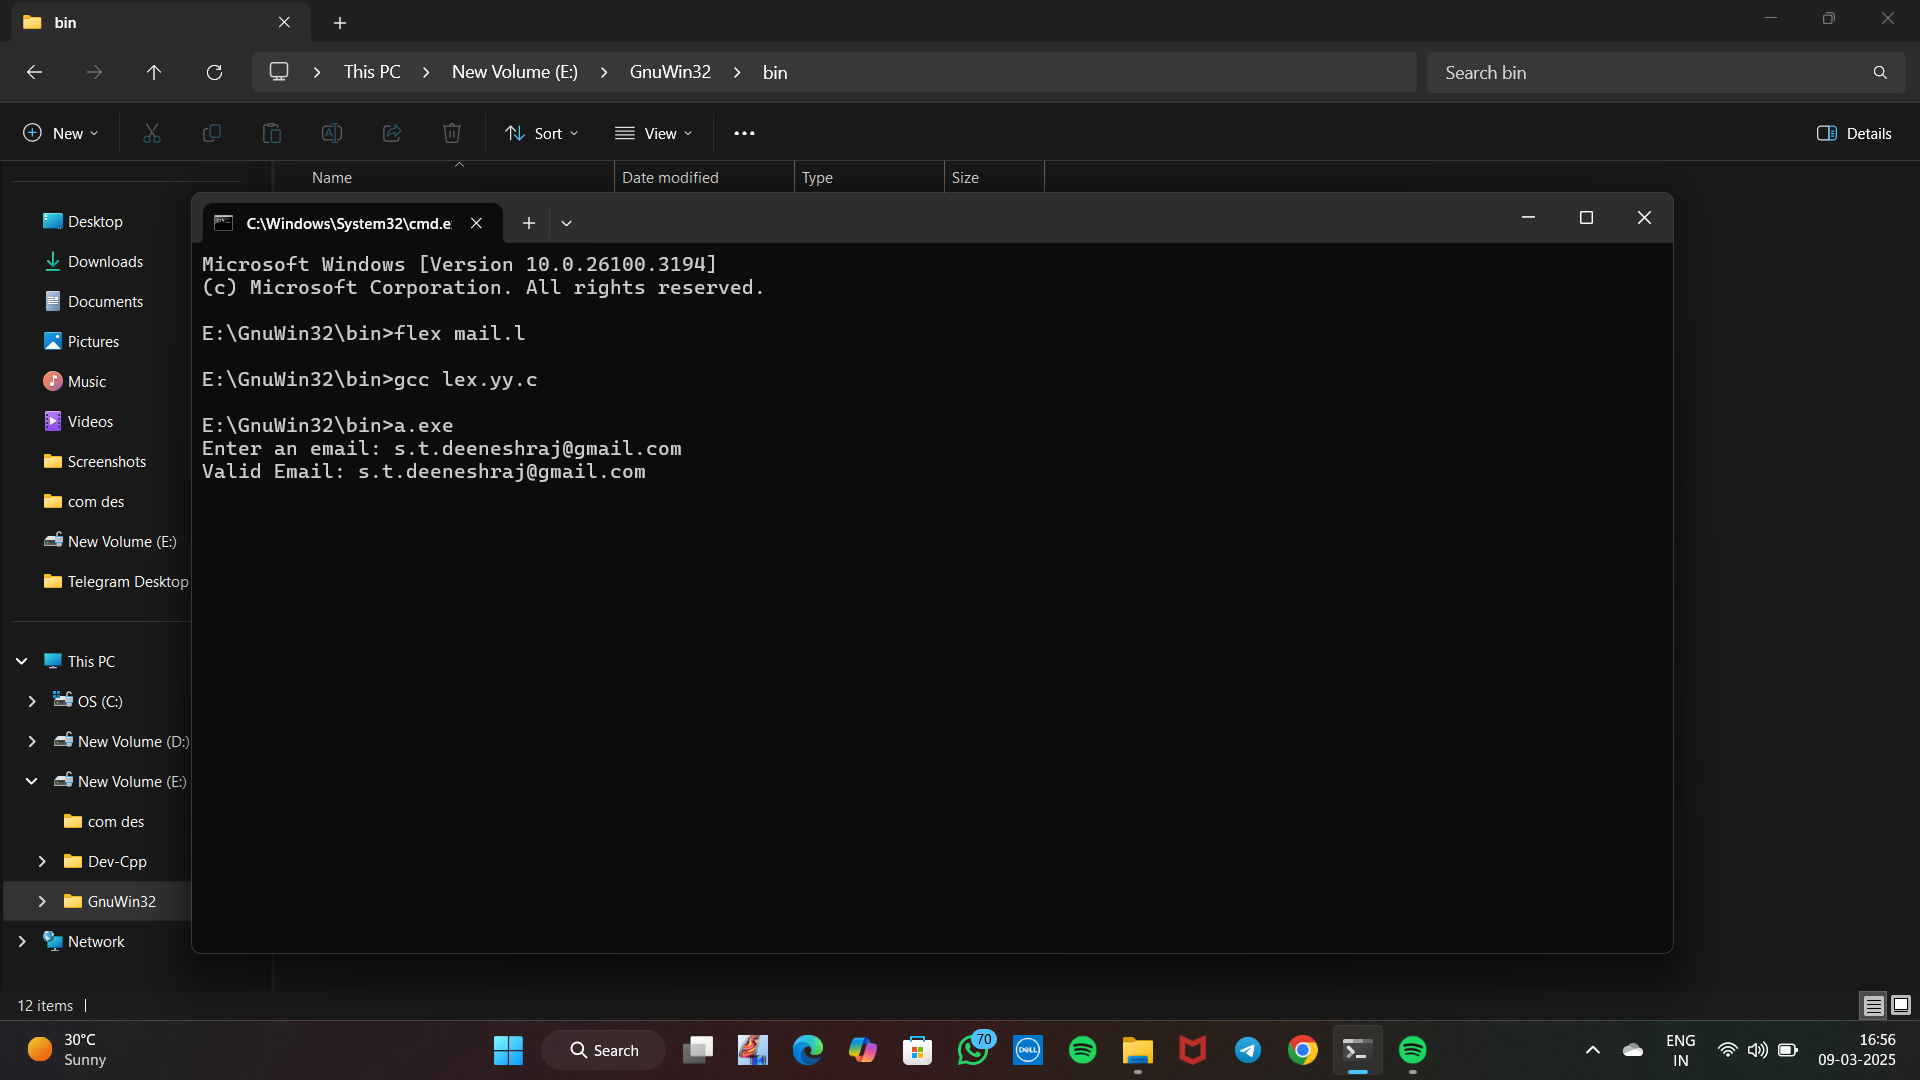 bin
This PC
New Volume (E:)
GnuWin32
bin
Search bin
New
Sort
View
Details
Name
Date modified
Type
Size
Desktop
Downloads
Documents
Pictures
Music
Videos
Screenshots
com des
New Volume (E:)
Telegram Desktop
This PC
OS (C:)
New Volume (D:)
New Volume (E:)
com des
Dev-Cpp
GnuWin32
Network
C:\Windows\System32\cmd.e
Microsoft Windows [Version 10.0.26100.3194]
(c) Microsoft Corporation. All rights reserved.
E:\GnuWin32\bin>flex mail.l
E:\GnuWin32\bin>gcc lex.yy.c
E:\GnuWin32\bin>a.exe
Enter an email: s.t.deeneshraj@gmail.com
Valid Email: s.t.deeneshraj@gmail.com
12 items
30°C
Sunny
Search
70
DELL
ENG
IN
16:56
09-03-2025